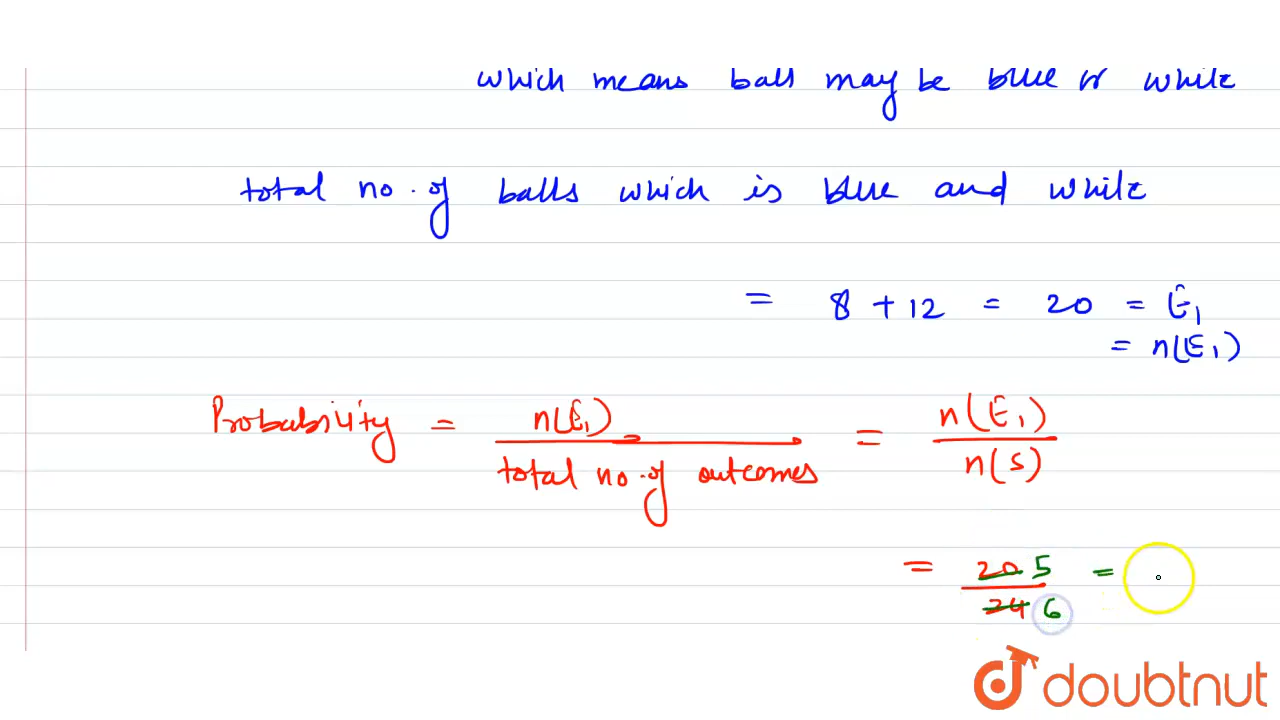 which means ball may be blue or white
total no. of balls which is blue and white
= 8 + 12 = 20 = E1
= n(E1)
Probability = n(E1) / total no. of outcomes = n(E1) / n(S)
= 20 5 / 24 6 =
doubtnut